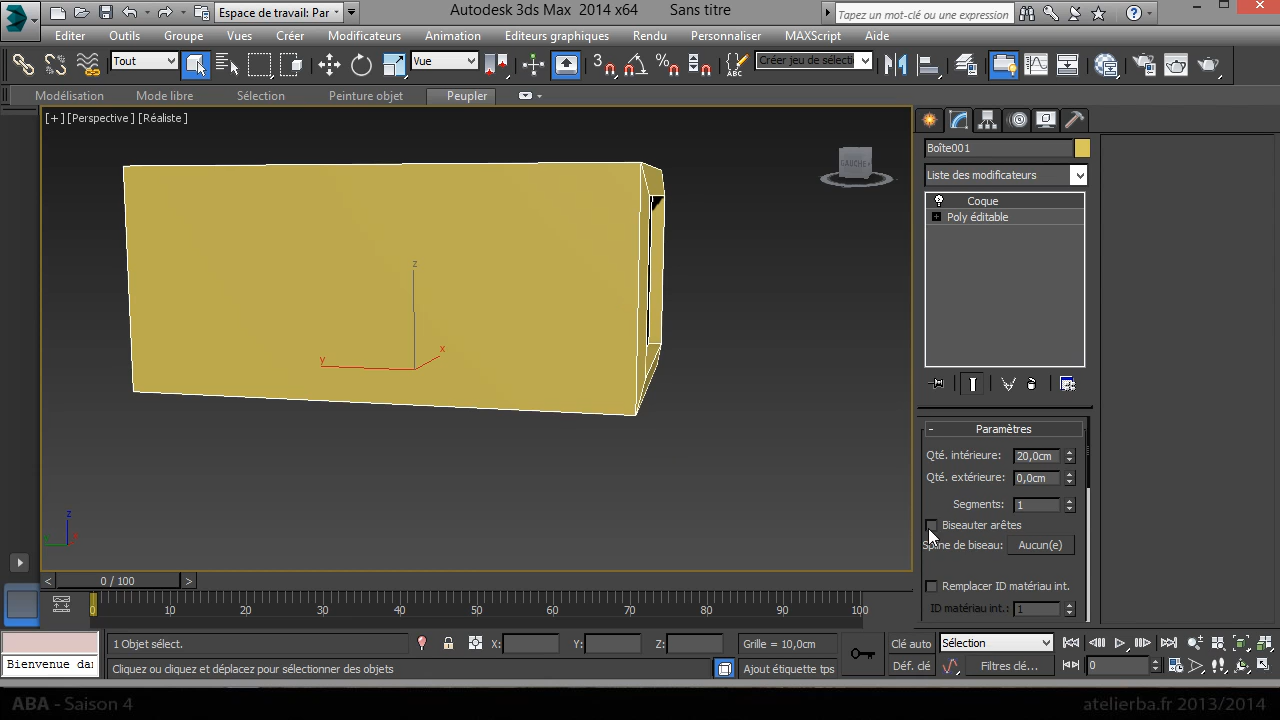 Espace de travail: Par
Autodesk 3ds Max 2014 x64 Sans titre
Tapez un mot-clé ou une expression
Editer Outils Groupe Vues Créer Modificateurs Animation Editeurs graphiques Rendu Personnaliser MAXScript Aide
Tout
Vue
3
Créer jeu de sélecti
ABC
Modélisation Mode libre Sélection Peinture objet Peupler
[+] [Perspective ] [Réaliste ]
GAUCHE
Boîte001
Liste des modificateurs
Coque
Poly éditable
z
y
x
z
Paramètres
Qté. intérieure: 20,0cm
Qté. extérieure: 0,0cm
Segments: 1
Biseauter arêtes
Spline de biseau: Aucun(e)
Remplacer ID matériau int.
ID matériau int.: 1
< 0 / 100 >
0 10 20 30 40 50 60 70 80 90 100
1 Objet sélect. X: Y: Z: Grille = 10,0cm Clé auto Sélection
Bienvenue da
Cliquez ou cliquez et déplacez pour sélectionner des objets Ajout étiquette tps Déf. clé Filtres clé... 0
ABA - Saison 4
atelierba.fr 2013/2014